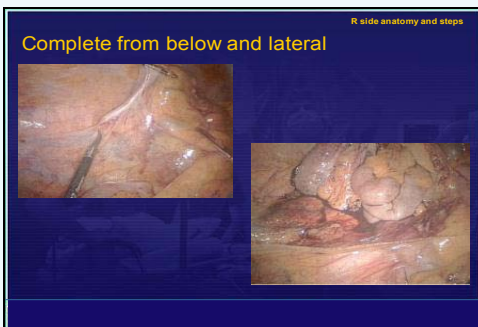 R side anatomy and steps
Complete from below and lateral